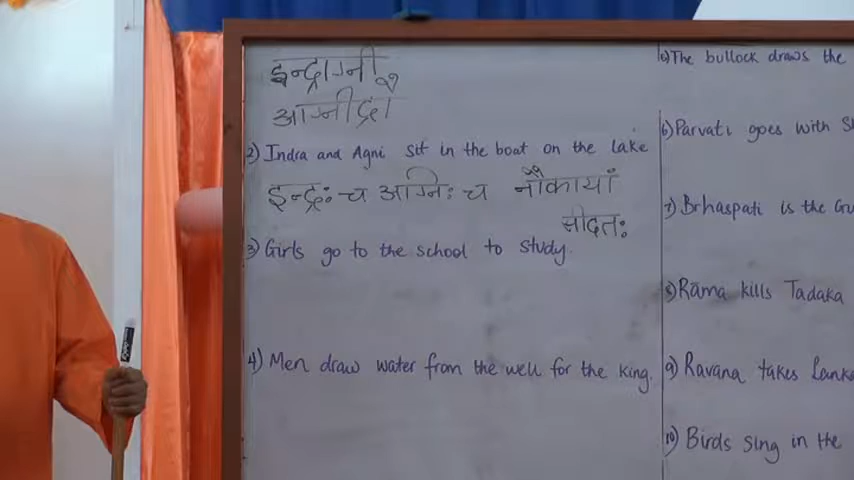 इन्द्राग्नी
आग्नीद्रौ
2) Indra and Agni sit in the boat on the lake
इन्द्रः च अग्निः च नौकायां
सीदतः
3) Girls go to the school to study.
4) Men draw water from the well for the king.
The bullock draws the
6) Parvati goes with
7) Brhaspati is the
8) Rāma kills Tadaka
9) Ravana takes Lanka
10) Birds sing in the